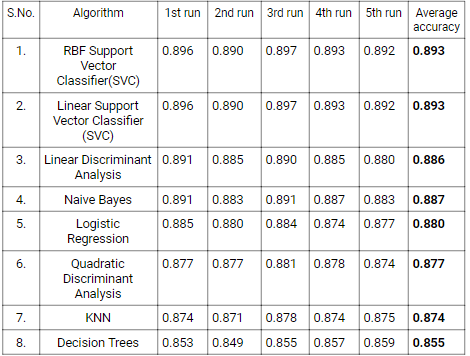 S.No. Algorithm 1st run 2nd run 3rd run 4th run 5th run Average
accuracy
1. RBF Support 0.896 0.890 0.897 0.893 0.892 0.893
Vector
Classifier(SVC)
2. Linear Support 0.896 0.890 0.897 0.893 0.892 0.893
Vector Classifier
(SVC)
3. Linear Discriminant 0.891 0.885 0.890 0.885 0.880 0.886
Analysis
4. Naive Bayes 0.891 0.883 0.891 0.887 0.883 0.887
5. Logistic 0.885 0.880 0.884 0.874 0.877 0.880
Regression
6. Quadratic 0.877 0.877 0.881 0.878 0.874 0.877
Discriminant
Analysis
7. KNN 0.874 0.871 0.878 0.874 0.875 0.874
8. Decision Trees 0.853 0.849 0.855 0.857 0.859 0.855